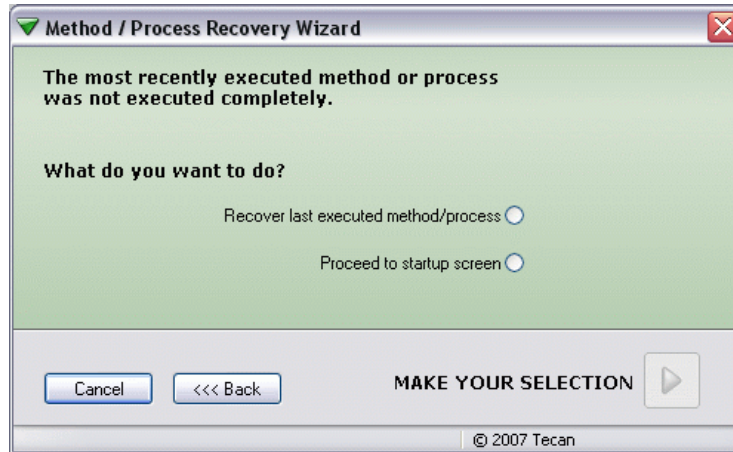 Method / Process Recovery Wizard
The most recently executed method or process
was not executed completely.
What do you want to do?
Recover last executed method/process
Proceed to startup screen
Cancel
<<< Back
MAKE YOUR SELECTION
© 2007 Tecan